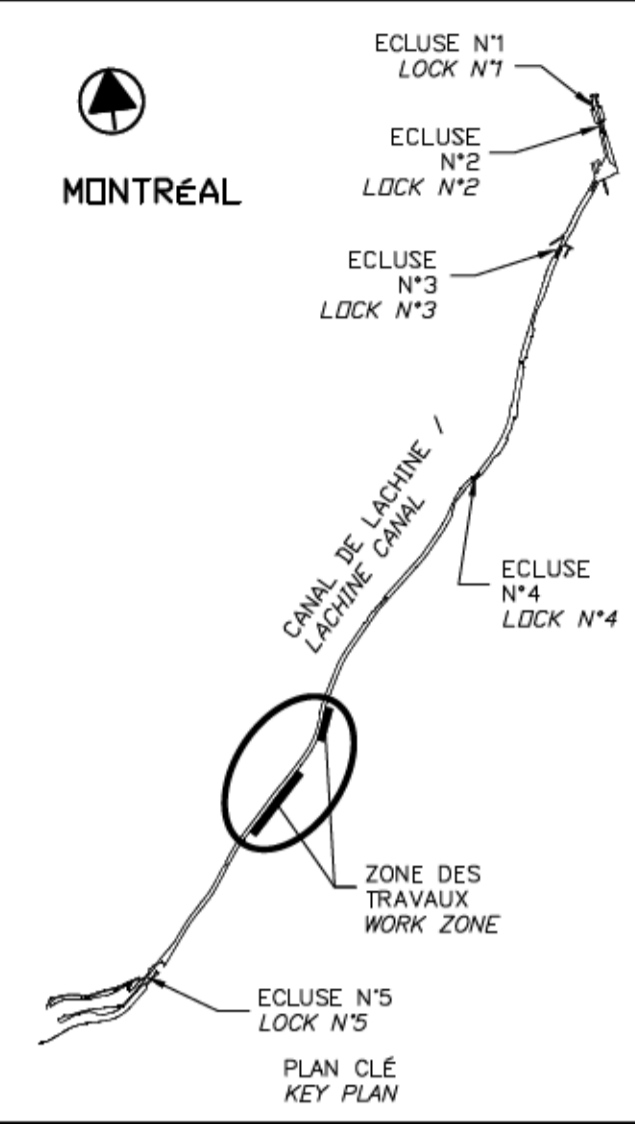 ECLUSE N°1
LOCK N°1
ECLUSE
N°2
LOCK N°2
MONTRÉAL
ECLUSE
N°3
LOCK N°3
CANAL DE LACHINE /
LACHINE CANAL
ECLUSE
N°4
LOCK N°4
ZONE DES
TRAVAUX
WORK ZONE
ECLUSE N°5
LOCK N°5
PLAN CLÉ
KEY PLAN